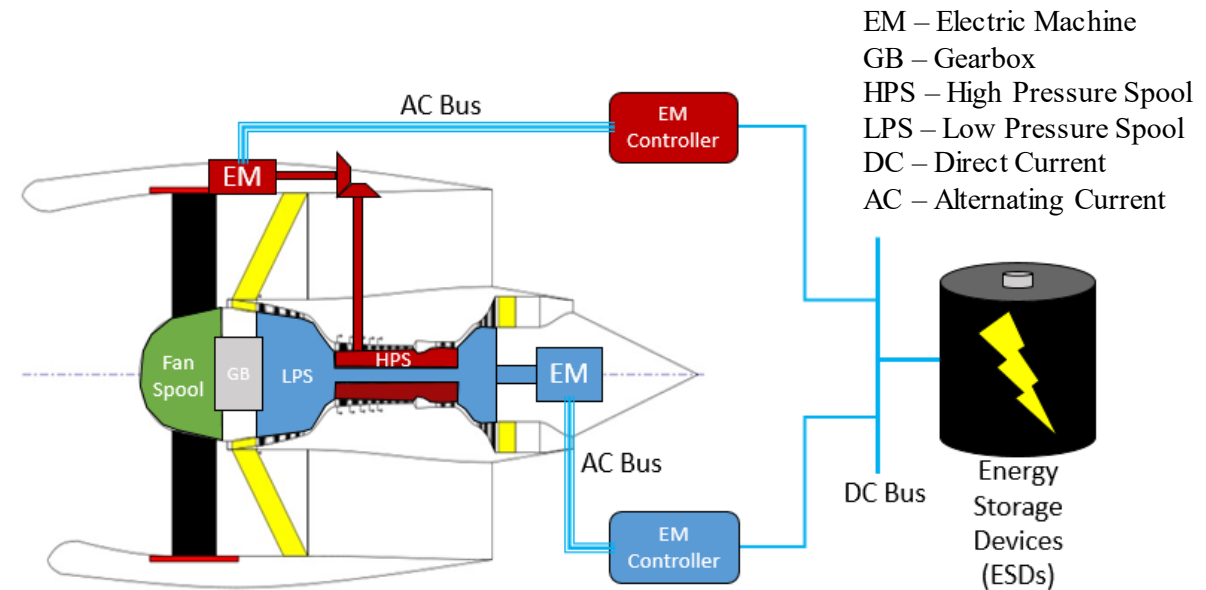 EM – Electric Machine
GB – Gearbox
HPS – High Pressure Spool
LPS – Low Pressure Spool
DC – Direct Current
AC – Alternating Current
AC Bus
EM
Controller
EM
Fan
Spool
GB
LPS
HPS
EM
AC Bus
EM
Controller
DC Bus
Energy
Storage
Devices
(ESDs)